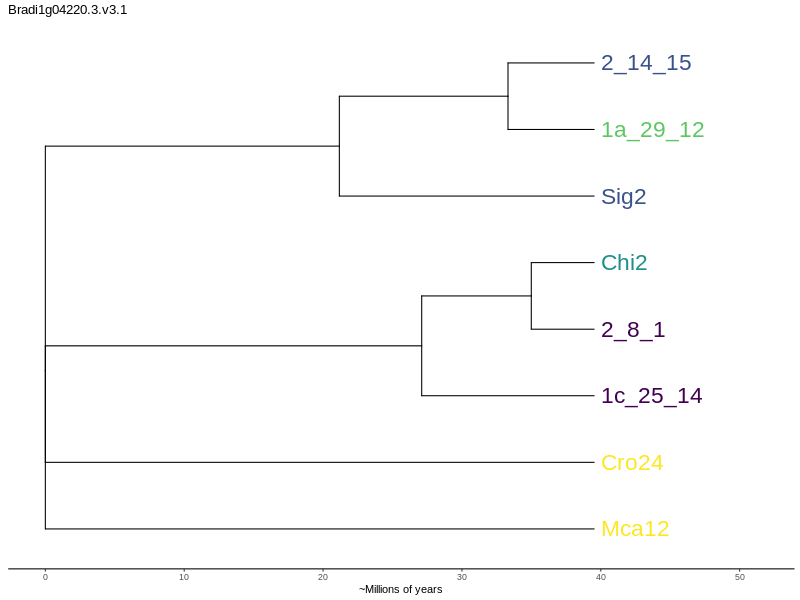 Bradi1g04220.3.v3.1
2_14_15
1a_29_12
Sig2
Chi2
2_8_1
1c_25_14
Cro24
Mca12
0 10 20 30 40 50
~Millions of years